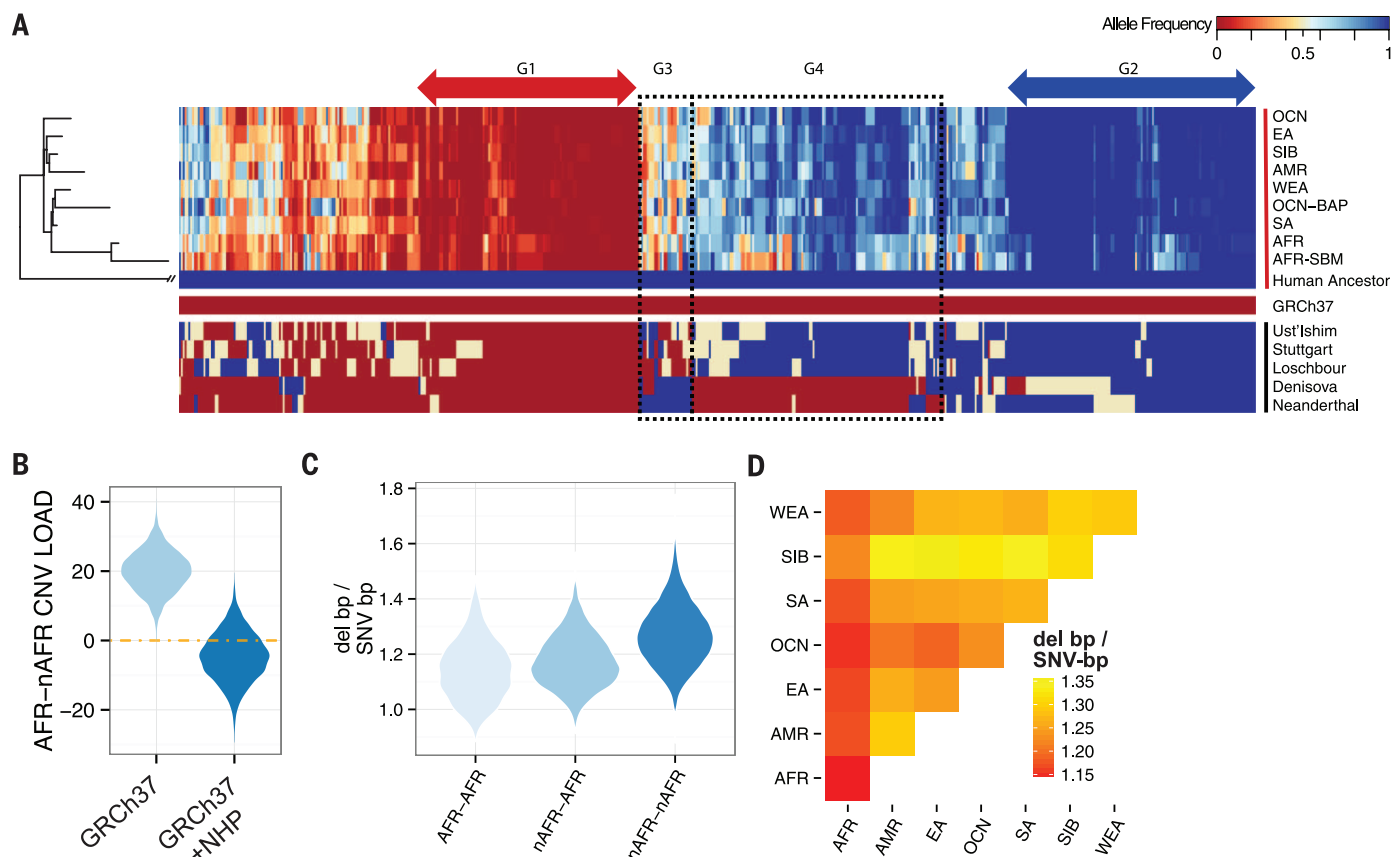 A
Allele Frequency
0 0.5 1
G1 G3 G4 G2
OCN
EA
SIB
AMR
WEA
OCN-BAP
SA
AFR
AFR-SBM
Human Ancestor
GRCh37
Ust'Ishim
Stuttgart
Loschbour
Denisova
Neanderthal
B
AFR-nAFR CNV LOAD
40
20
0
-20
GRCh37
GRCh37
+NHP
C
del bp /
SNV bp
1.8
1.6
1.4
1.2
1.0
AFR-AFR
nAFR-AFR
nAFR-nAFR
D
WEA
SIB
SA
OCN
EA
AMR
AFR
del bp /
SNV-bp
1.35
1.30
1.25
1.20
1.15
AFR AMR EA OCN SA SIB WEA